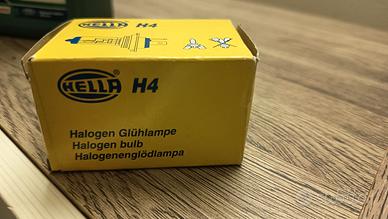 HELLA H4
Halogen Glühlampe
Halogen bulb
Halogenenglödlampa